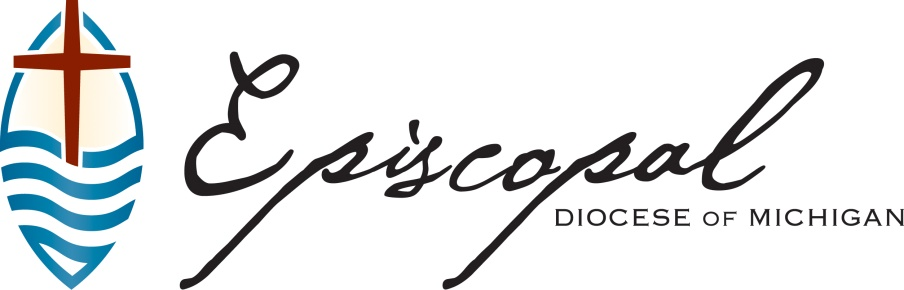 Episcopal
DIOCESE OF MICHIGAN